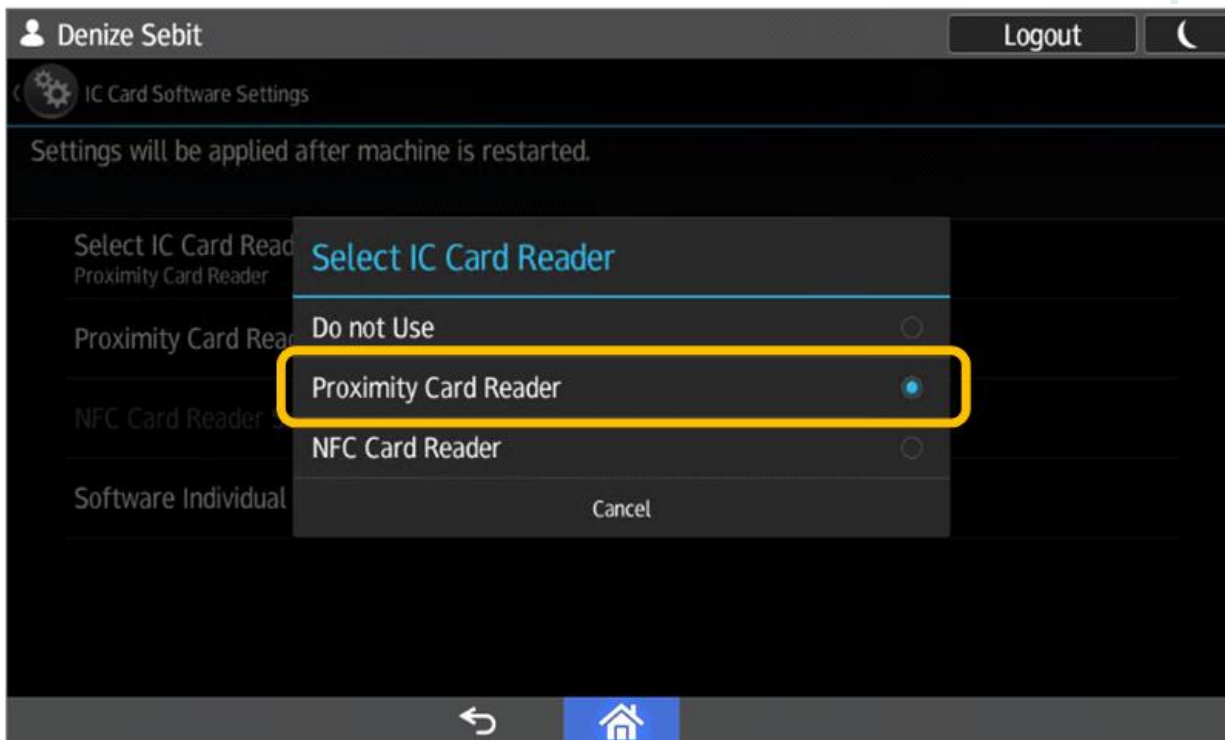 Denize Sebit
Logout
IC Card Software Settings
Settings will be applied after machine is restarted.
Select IC Card Read
Proximity Card Reader
Proximity Card Rea
NFC Card Reader S
Software Individual
Select IC Card Reader
Do not Use
Proximity Card Reader
NFC Card Reader
Cancel